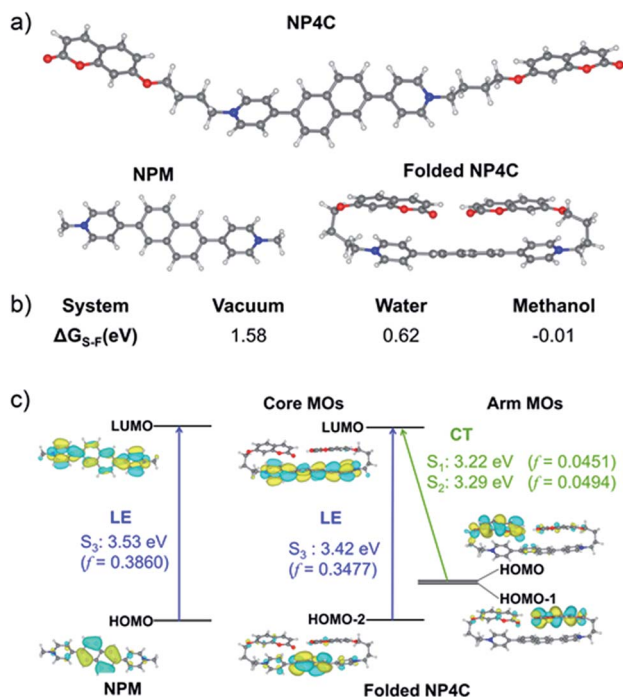 a)
NP4C
NPM
Folded NP4C
b)
System Vacuum Water Methanol
ΔG_S-F(eV) 1.58 0.62 -0.01
c)
Core MOs
Arm MOs
LUMO
LUMO
CT
S₁: 3.22 eV (f = 0.0451)
S₂: 3.29 eV (f = 0.0494)
LE
S₃: 3.53 eV
(f = 0.3860)
LE
S₃ : 3.42 eV
(f = 0.3477)
HOMO
HOMO-1
HOMO
HOMO-2
NPM
Folded NP4C